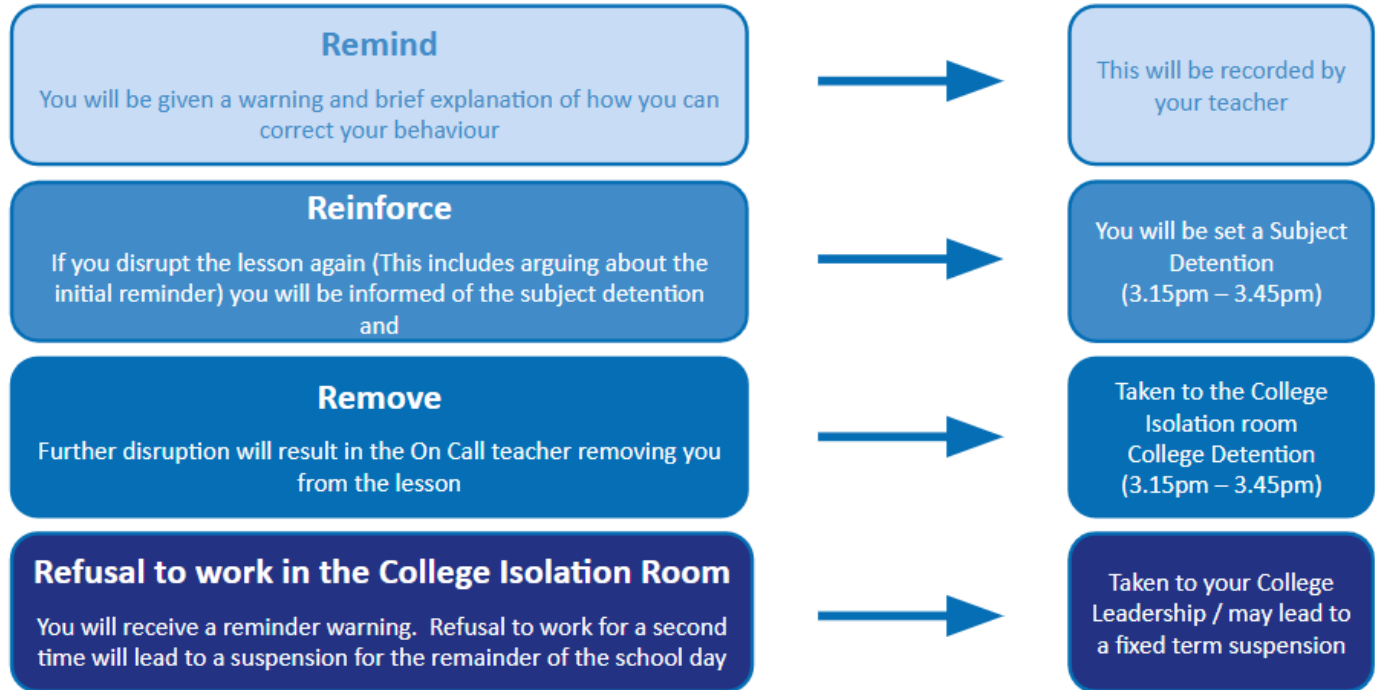 Remind
You will be given a warning and brief explanation of how you can
correct your behaviour
This will be recorded by
your teacher
Reinforce
If you disrupt the lesson again (This includes arguing about the
initial reminder) you will be informed of the subject detention
and
You will be set a Subject
Detention
(3.15pm – 3.45pm)
Remove
Further disruption will result in the On Call teacher removing you
from the lesson
Taken to the College
Isolation room
College Detention
(3.15pm – 3.45pm)
Refusal to work in the College Isolation Room
You will receive a reminder warning.  Refusal to work for a second
time will lead to a suspension for the remainder of the school day
Taken to your College
Leadership / may lead to
a fixed term suspension